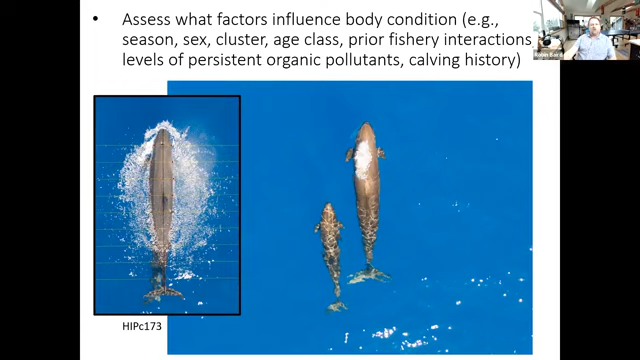 • Assess what factors influence body condition (e.g.,
season, sex, cluster, age class, prior fishery interactions
levels of persistent organic pollutants, calving history)
HIPc173